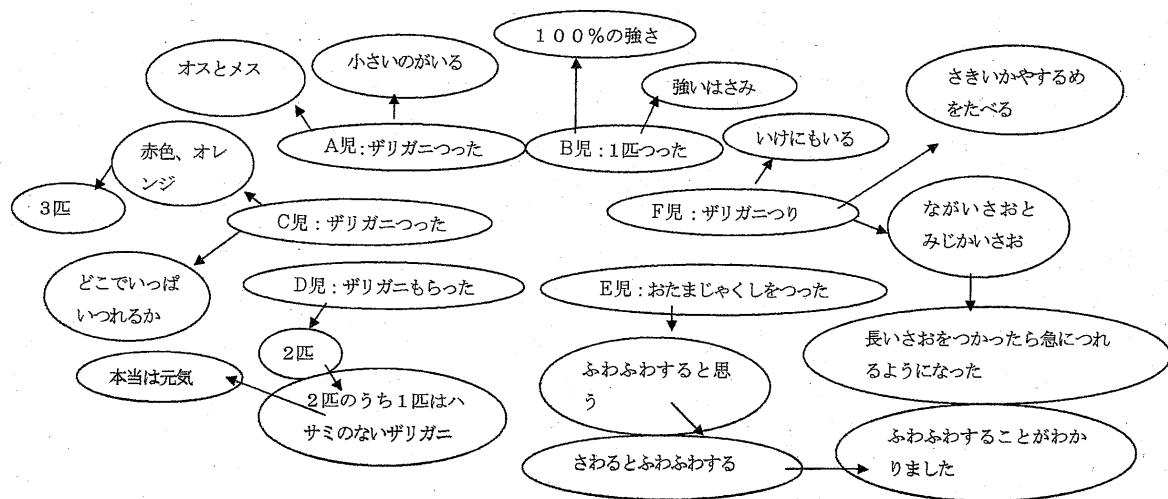 100%の強さ
オスとメス
小さいのがいる
強いはさみ
さきいかやするめ
をたべる
A児:ザリガニつった
B児:1匹つった
いけにもいる
赤色、オレ
ンジ
3匹
C児:ザリガニつった
F児:ザリガニつり
ながいさおと
みじかいさお
どこでいっぱ
いつれるか
D児:ザリガニもらった
E児:おたまじゃくしをつった
2匹
本当は元気
2匹のうち1匹はハ
サミのないザリガニ
ふわふわすると思
う
長いさおをつかったら急につれ
るようになった
さわるとふわふわする
ふわふわすることがわか
りました